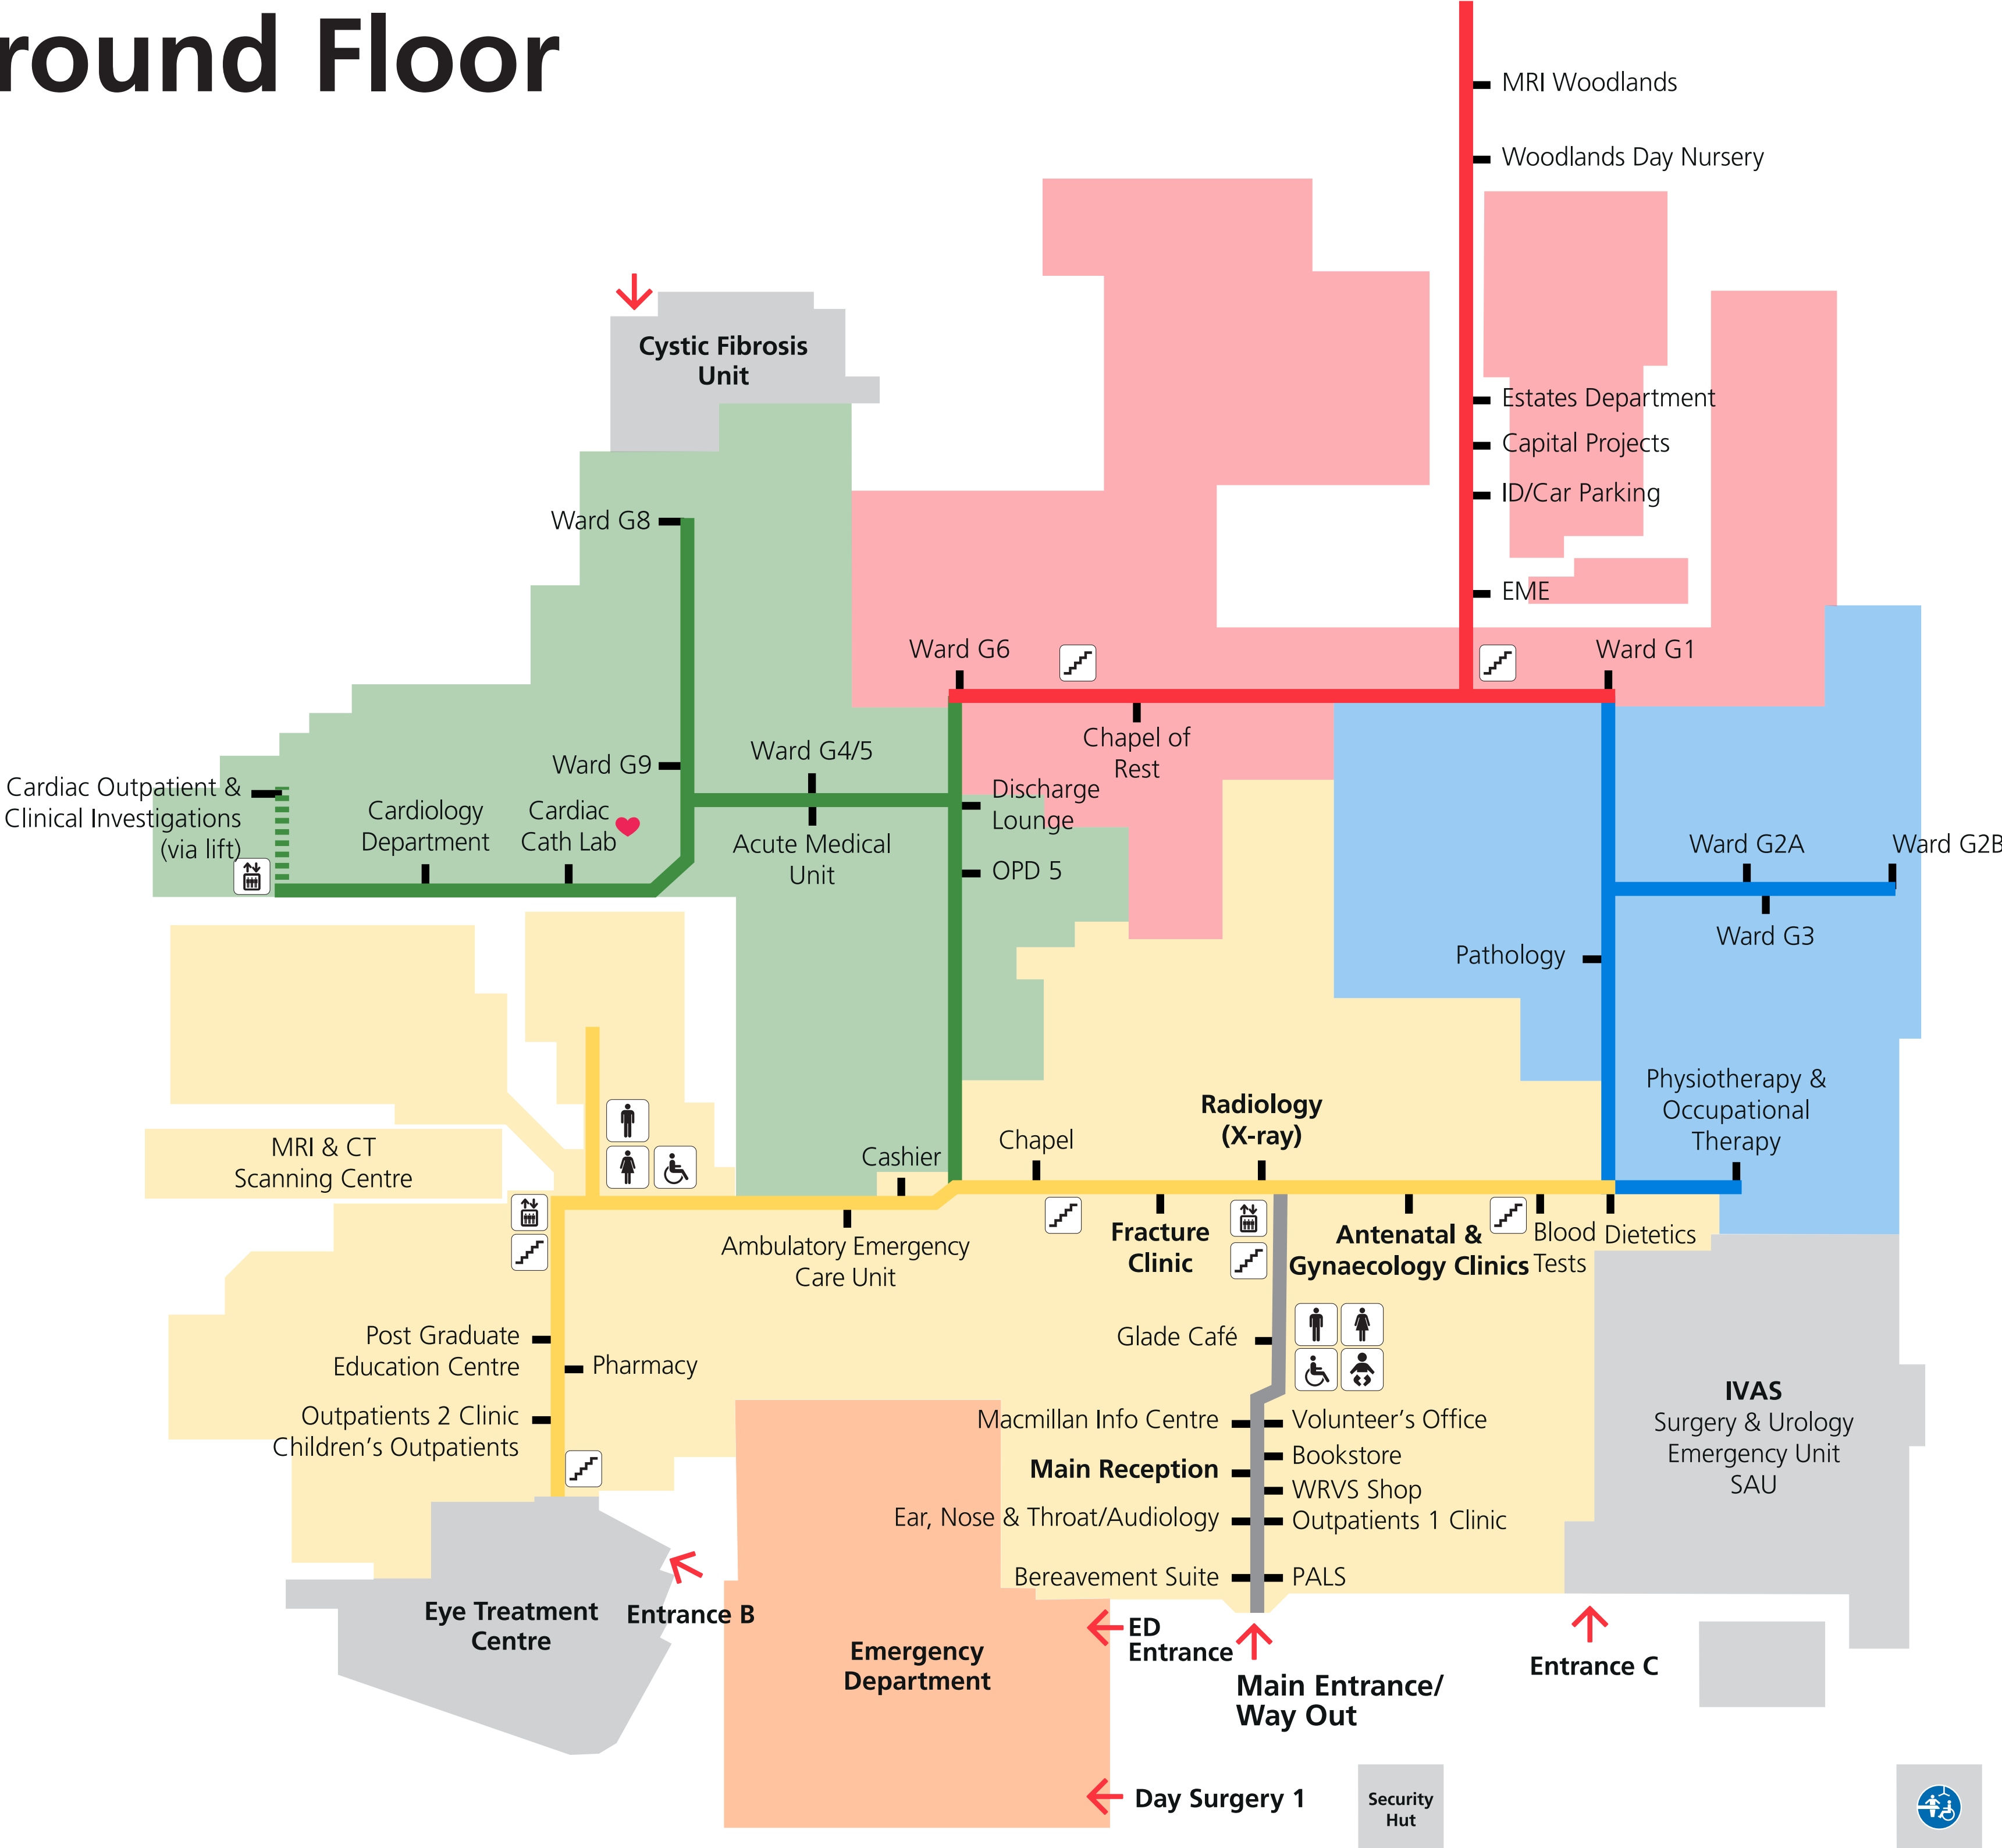 round Floor
MRI Woodlands
Woodlands Day Nursery
Cystic Fibrosis
Unit
Estates Department
Capital Projects
ID/Car Parking
Ward G8
EME
Ward G6
Ward G1
Chapel of
Rest
Ward G9
Ward G4/5
Discharge
Lounge
Cardiac Outpatient &
Clinical Investigations
(via lift)
Cardiology
Department
Cardiac
Cath Lab
Acute Medical
Unit
OPD 5
Ward G2A
Ward G2B
Ward G3
Pathology
Physiotherapy &
Occupational
Therapy
Radiology
(X-ray)
MRI & CT
Scanning Centre
Cashier
Chapel
Ambulatory Emergency
Care Unit
Fracture
Clinic
Antenatal &
Gynaecology Clinics
Blood
Tests
Dietetics
Post Graduate
Education Centre
Pharmacy
Glade Café
Outpatients 2 Clinic
Children’s Outpatients
Macmillan Info Centre
Volunteer’s Office
Bookstore
Main Reception
WRVS Shop
Ear, Nose & Throat/Audiology
Outpatients 1 Clinic
Bereavement Suite
PALS
IVAS
Surgery & Urology
Emergency Unit
SAU
Eye Treatment
Centre
Entrance B
Emergency
Department
ED
Entrance
Main Entrance/
Way Out
Entrance C
Day Surgery 1
Security
Hut